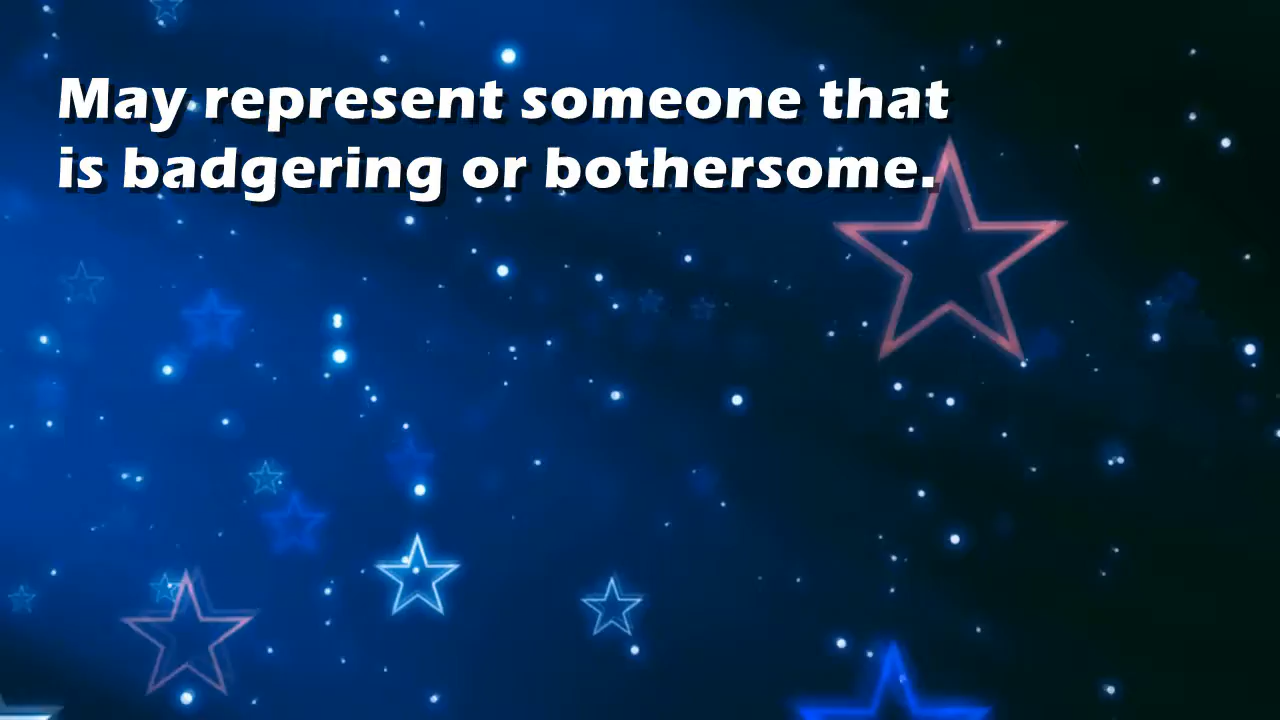 May represent someone that
is badgering or bothersome.